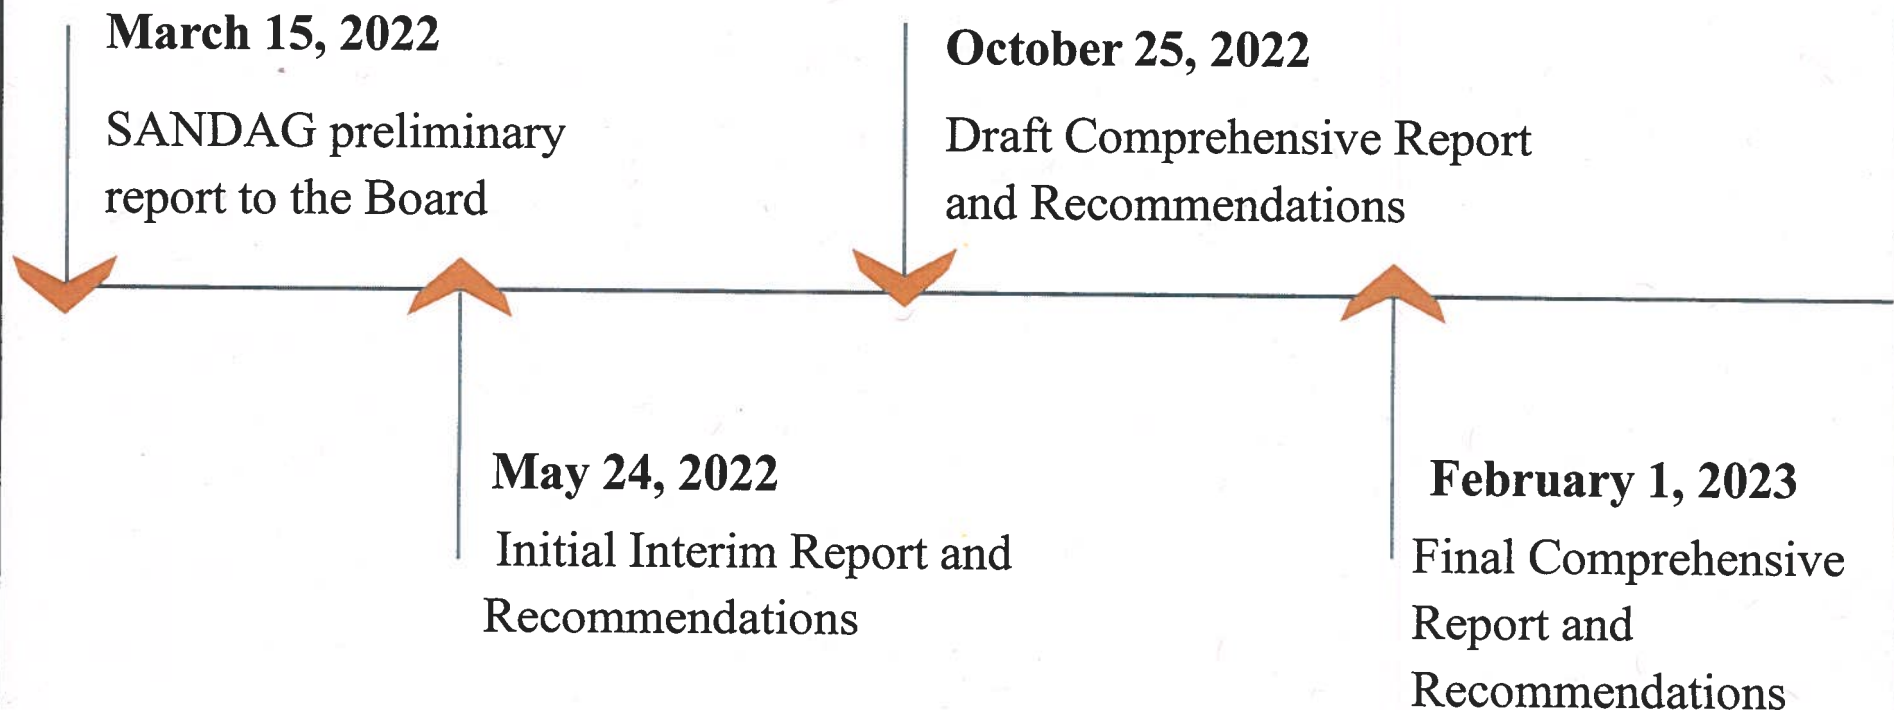 March 15, 2022
SANDAG preliminary
report to the Board
October 25, 2022
Draft Comprehensive Report
and Recommendations
May 24, 2022
Initial Interim Report and
Recommendations
February 1, 2023
Final Comprehensive
Report and
Recommendations